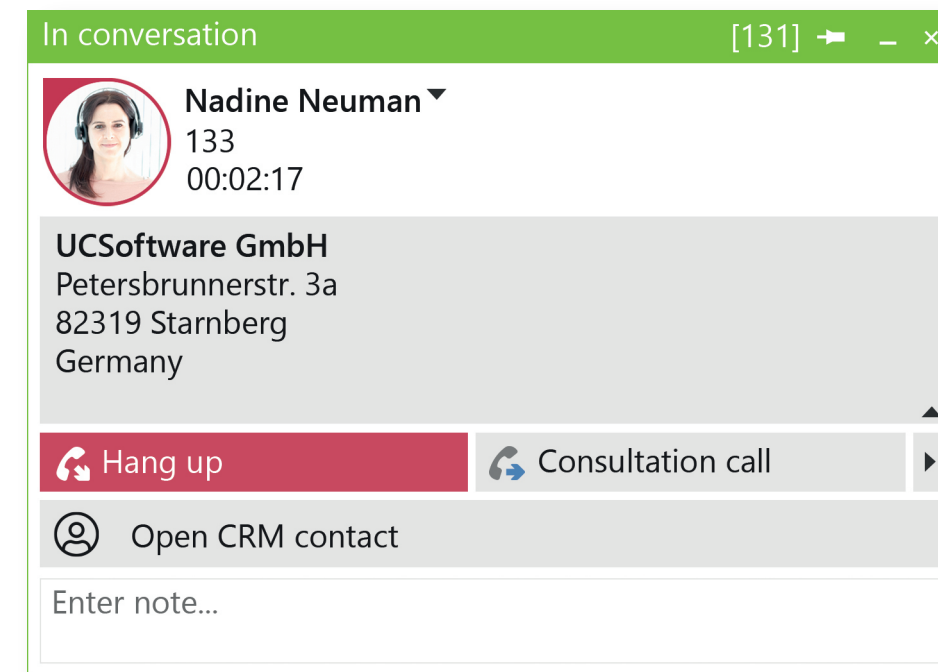 In conversation [131]
Nadine Neuman
133
00:02:17
UCSoftware GmbH
Petersbrunnerstr. 3a
82319 Starnberg
Germany
Hang up Consultation call
Open CRM contact
Enter note...